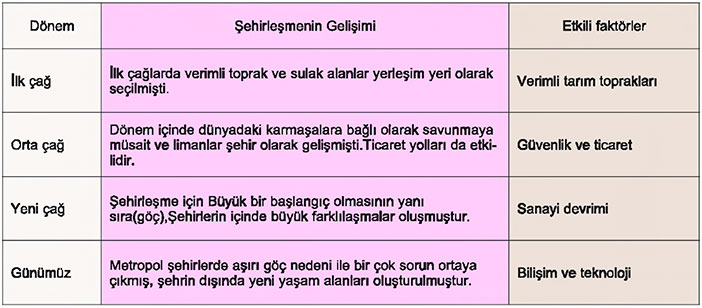 Dönem
Şehirleşmenin Gelişimi
Etkili faktörler
İlk çağ
İlk çağlarda verimli toprak ve sulak alanlar yerleşim yeri olarak
seçilmişti.
Verimli tarım toprakları
Orta çağ
Dönem içinde dünyadaki karmaşalara bağlı olarak savunmaya
müsait ve limanlar şehir olarak gelişmişti.Ticaret yolları da etki-
lidir.
Güvenlik ve ticaret
Yeni çağ
Şehirleşme için Büyük bir başlangıç olmasının yanı
sıra(göç),Şehirlerin içinde büyük farklılaşmalar oluşmuştur.
Sanayi devrimi
Günümüz
Metropol şehirlerde aşırı göç nedeni ile bir çok sorun ortaya
çıkmış, şehrin dışında yeni yaşam alanları oluşturulmuştur.
Bilişim ve teknoloji